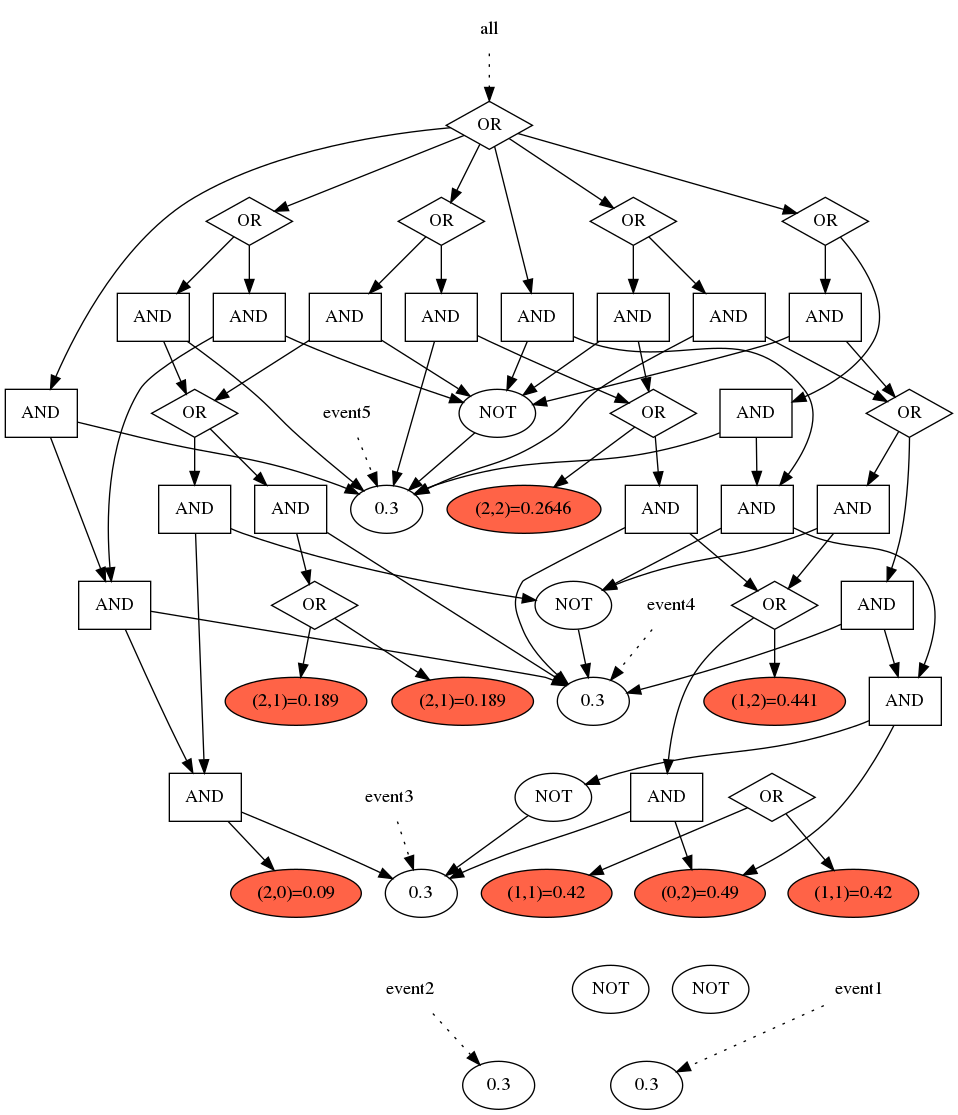 all
OR
OR
OR
OR
OR
AND
AND
AND
AND
AND
AND
AND
AND
AND
OR
event5
NOT
OR
AND
OR
AND
AND
0.3
(2,2)=0.2646
AND
AND
AND
AND
OR
NOT
event4
OR
AND
(2,1)=0.189
(2,1)=0.189
0.3
(1,2)=0.441
AND
AND
event3
NOT
AND
OR
(2,0)=0.09
0.3
(1,1)=0.42
(0,2)=0.49
(1,1)=0.42
event2
NOT
NOT
event1
0.3
0.3